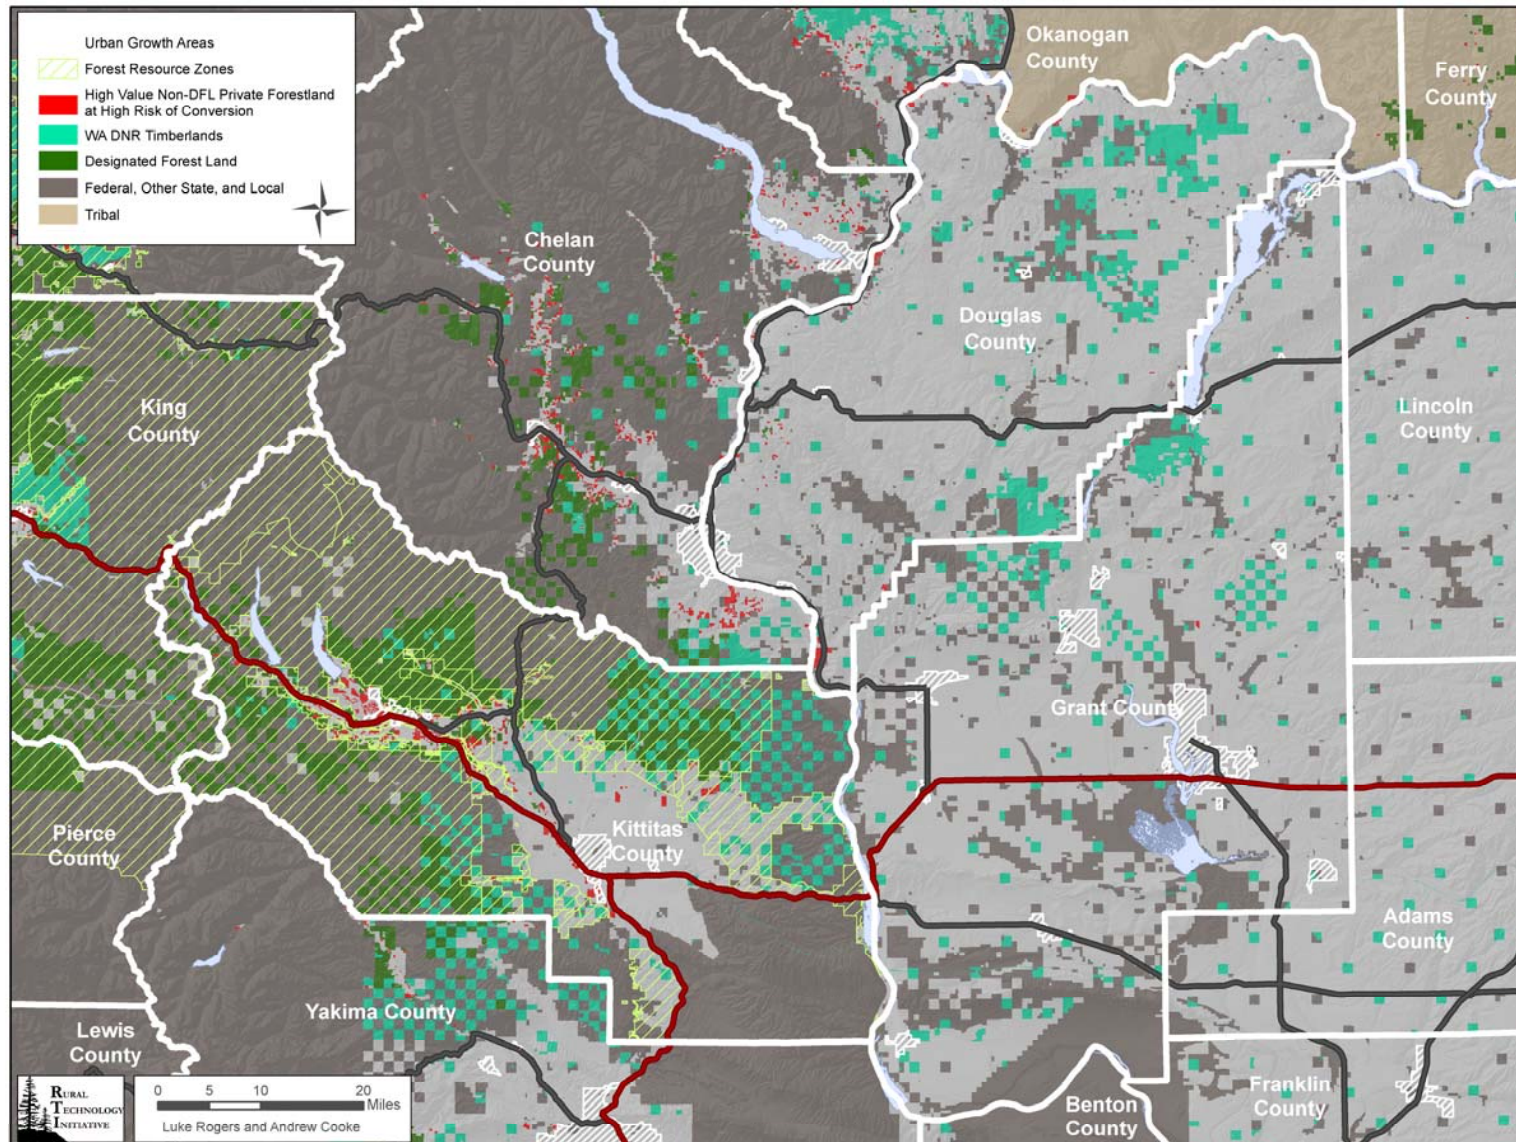 Urban Growth Areas
Forest Resource Zones
High Value Non-DFL Private Forestland
at High Risk of Conversion
WA DNR Timberlands
Designated Forest Land
Federal, Other State, and Local
Tribal
Okanogan
County
Ferry
County
Chelan
County
Douglas
County
King
County
Lincoln
County
Grant County
Pierce
County
Kittitas
County
Adams
County
Yakima County
Lewis
County
Franklin
County
Benton
County
RURAL
TECHNOLOGY
INITIATIVE
0 5 10 20
Miles
Luke Rogers and Andrew Cooke